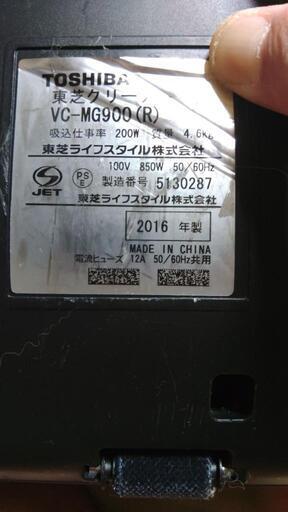 TOSHIBA
東芝クリーナ
VC-MG900(R)
吸込仕事率 200W 質量 4.6kg
東芝ライフスタイル株式会社
100V 850W 50/60Hz
製造番号 5130287
東芝ライフスタイル株式会社
S
JET
PS
E
2016 年製
MADE IN CHINA
電流ヒューズ 12A 50/60Hz共用